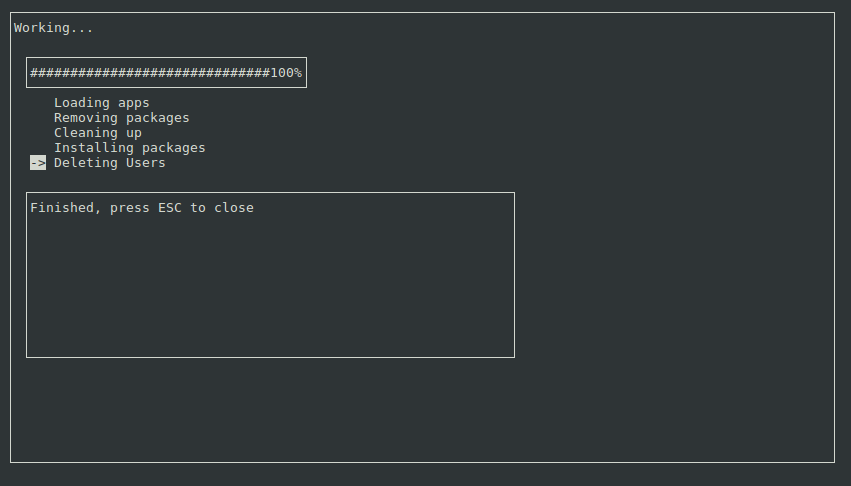 Working...
##############################100%
Loading apps
Removing packages
Cleaning up
Installing packages
-> Deleting Users
Finished, press ESC to close